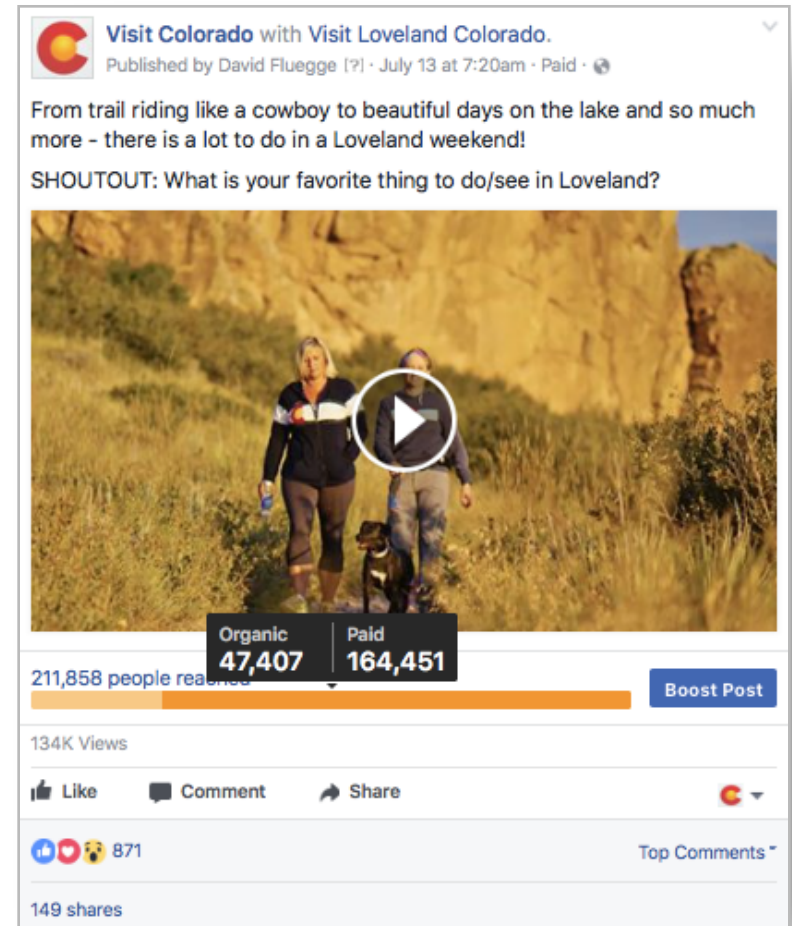 Visit Colorado with Visit Loveland Colorado.
Published by David Fluegge [?] · July 13 at 7:20am · Paid ·
From trail riding like a cowboy to beautiful days on the lake and so much
more - there is a lot to do in a Loveland weekend!
SHOUTOUT: What is your favorite thing to do/see in Loveland?
Organic Paid
47,407 164,451
211,858 people reached
Boost Post
134K Views
Like Comment Share
871 Top Comments
149 shares